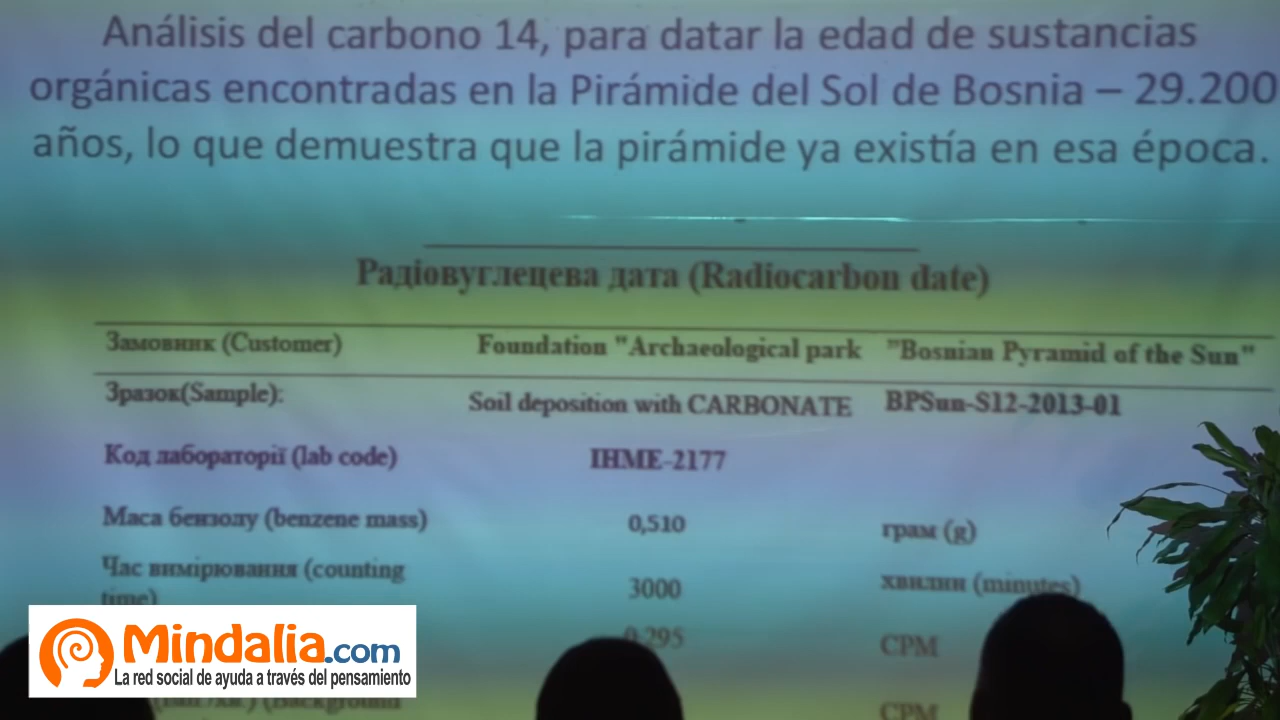 Análisis del carbono 14, para datar la edad de sustancias
orgánicas encontradas en la Pirámide del Sol de Bosnia – 29.200
años, lo que demuestra que la pirámide ya existía en esa época.
Радіовуглецева дата (Radiocarbon date)
Замовник (Customer) Foundation "Archaeological park "Bosnian Pyramid of the Sun"
Зразок(Sample): Soil deposition with CARBONATE BPSun-S12-2013-01
Код лабораторії (lab code) IHME-2177
Маса бензолу (benzene mass) 0,510 грам (g)
Час вимірювання (counting 3000 хвилин (minutes)
time)
0,295 CPM
(Background CPM
Mindalia.com
La red social de ayuda a través del pensamiento